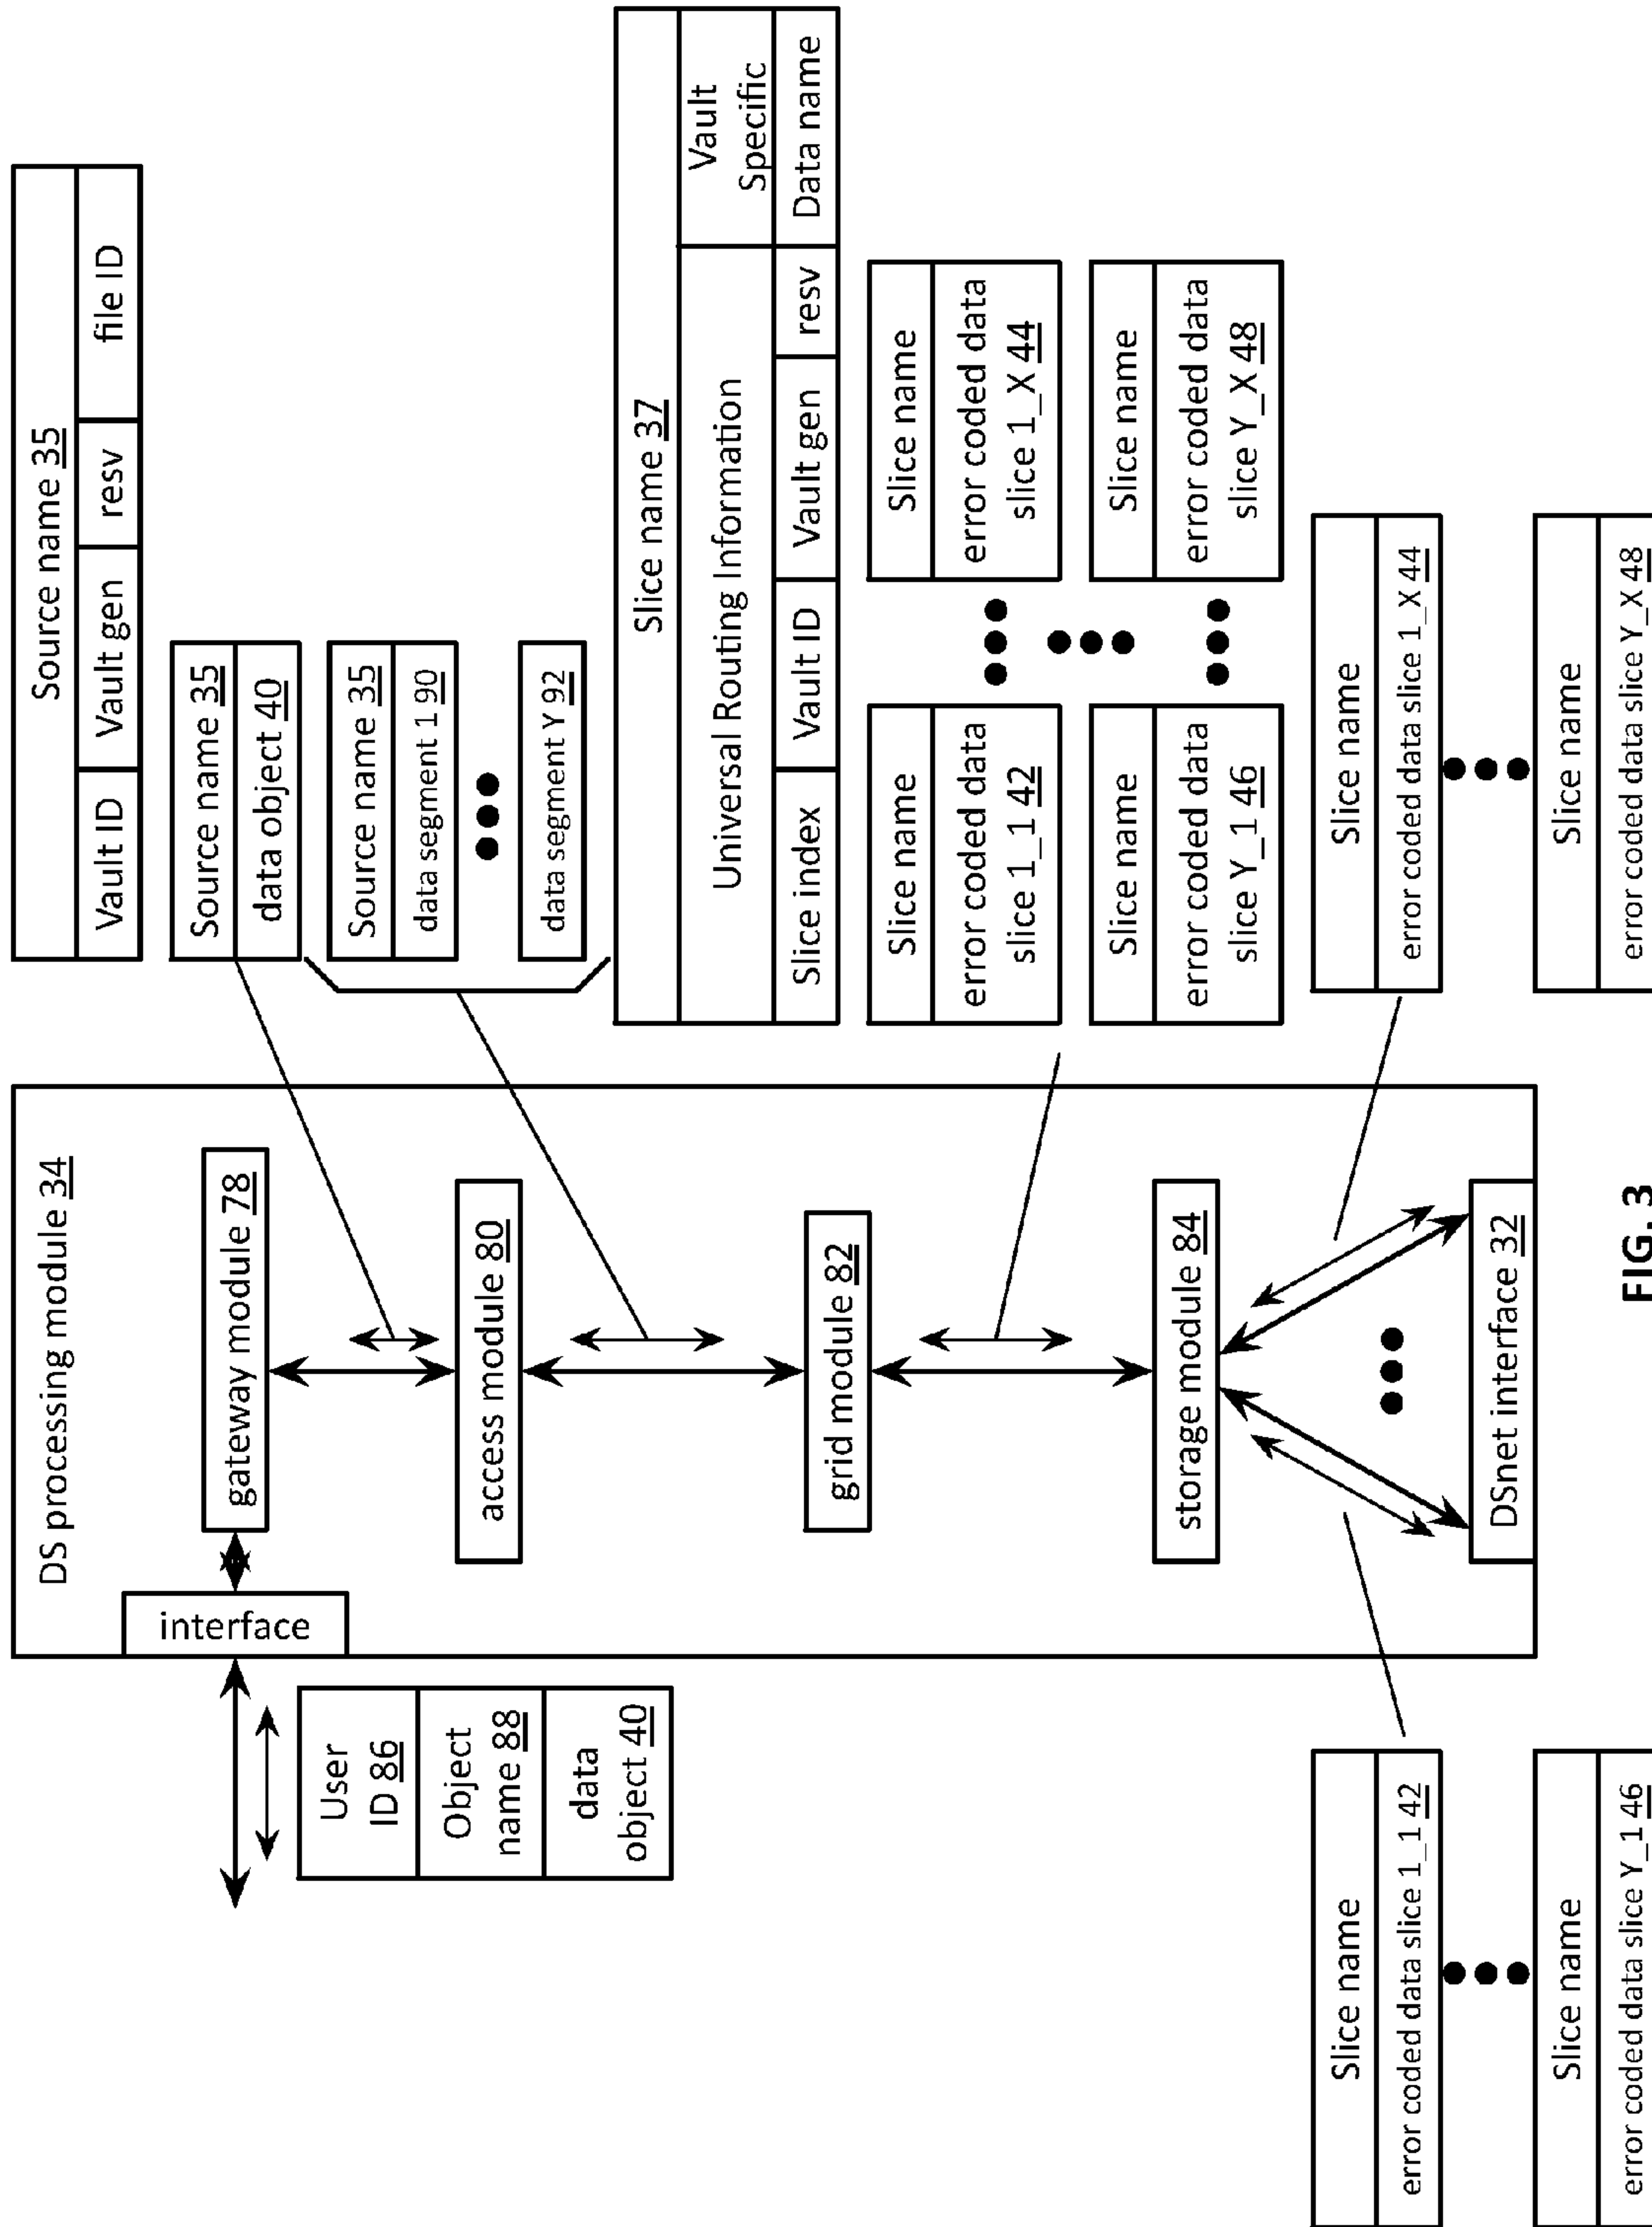 DS processing module 34
interface
gateway module 78
access module 80
grid module 82
storage module 84
DSnet interface 32
User
ID 86
Object
name 88
data
object 40
Source name 35
Vault ID
Vault gen
resv
file ID
Source name 35
data object 40
Source name 35
data segment 1 90
data segment Y 92
Slice name 37
Universal Routing Information
Vault
Specific
Slice index
Vault ID
Vault gen
resv
Data name
Slice name
error coded data
slice 1_1 42
Slice name
error coded data
slice 1_X 44
Slice name
error coded data
slice Y_1 46
Slice name
error coded data
slice Y_X 48
Slice name
error coded data slice 1_1 42
Slice name
error coded data slice Y_1 46
Slice name
error coded data slice 1_X 44
Slice name
error coded data slice Y_X 48
FIG. 3